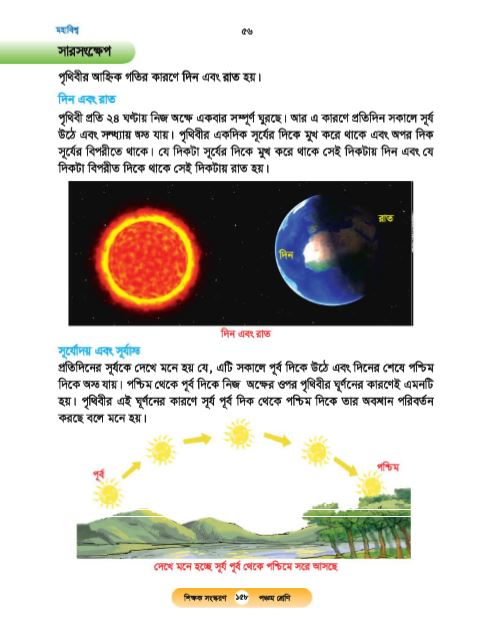 মহাবিশ্ব
৫৬
সারসংক্ষেপ
পৃথিবীর আহ্নিক গতির কারণে দিন এবং রাত হয়।
দিন এবং রাত
পৃথিবী প্রতি ২৪ ঘণ্টায় নিজ অক্ষে একবার সম্পূর্ণ ঘুরছে। আর এ কারণে প্রতিদিন সকালে সূর্য
উঠে এবং সন্ধ্যায় অস্ত যায়। পৃথিবীর একদিক সূর্যের দিকে মুখ করে থাকে এবং অপর দিক
সূর্যের বিপরীতে থাকে। যে দিকটা সূর্যের দিকে মুখ করে থাকে সেই দিকটায় দিন এবং যে
দিকটা বিপরীত দিকে থাকে সেই দিকটায় রাত হয়।
রাত
দিন
দিন এবং রাত
সূর্যোদয় এবং সূর্যাস্ত
প্রতিদিনের সূর্যকে দেখে মনে হয় যে, এটি সকালে পূর্ব দিকে উঠে এবং দিনের শেষে পশ্চিম
দিকে অস্ত যায়। পশ্চিম থেকে পূর্ব দিকে নিজ অক্ষের ওপর পৃথিবীর ঘূর্ণনের কারণেই এমনটি
হয়। পৃথিবীর এই ঘূর্ণনের কারণে সূর্য পূর্ব দিক থেকে পশ্চিম দিকে তার অবস্থান পরিবর্তন
করছে বলে মনে হয়।
পূর্ব
পশ্চিম
দেখে মনে হচ্ছে সূর্য পূর্ব থেকে পশ্চিমে সরে আসছে
শিক্ষক সংস্করণ ১৫৮ পঞ্চম শ্রেণি